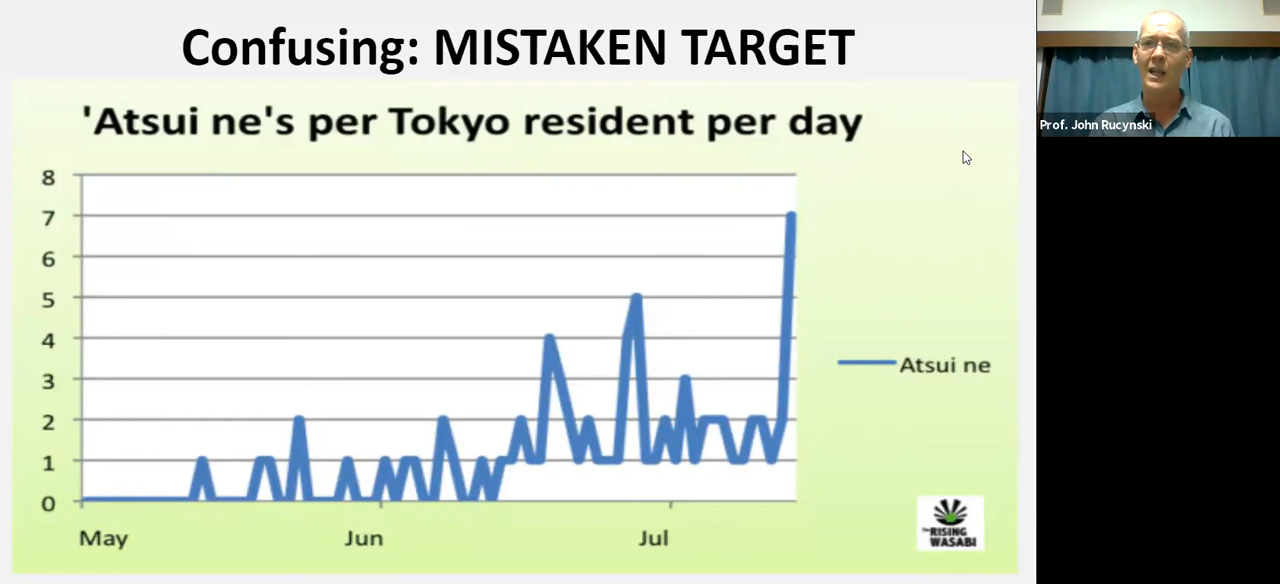 Confusing: MISTAKEN TARGET
'Atsui ne's per Tokyo resident per day
8
7
6
5
4
3
2
1
0
May Jun Jul
Atsui ne
The RISING
WASABI
Prof. John Rucynski